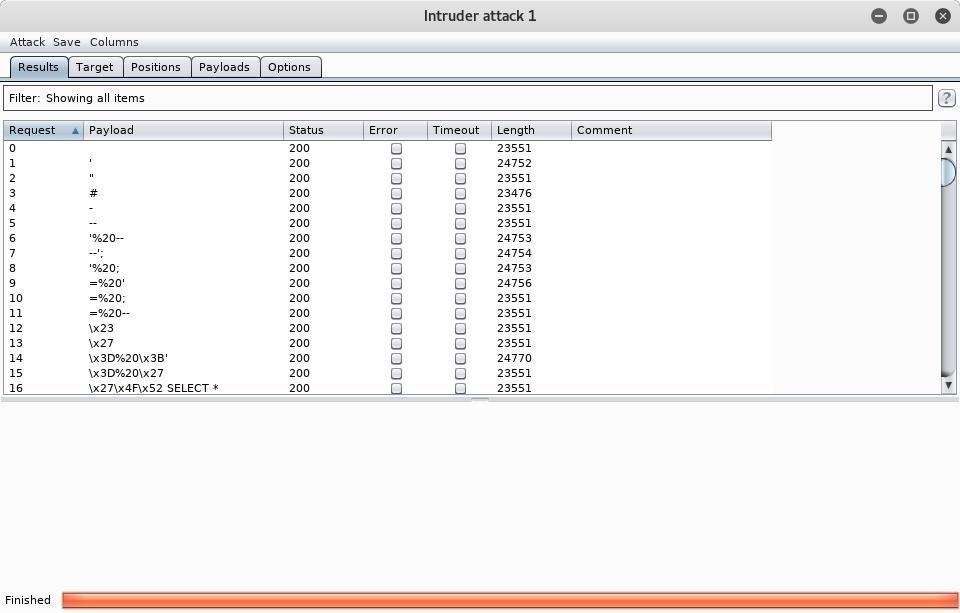 Intruder attack 1
Attack Save Columns
Results Target Positions Payloads Options
Filter: Showing all items ?
Request Payload Status Error Timeout Length Comment
0 200 23551
1 ' 200 24752
2 " 200 23551
3 # 200 23476
4 - 200 23551
5 -- 200 23551
6 '%20-- 200 24753
7 --'; 200 24754
8 '%20; 200 24753
9 =%20' 200 24756
10 =%20; 200 23551
11 =%20-- 200 23551
12 \x23 200 23551
13 \x27 200 23551
14 \x3D%20\x3B' 200 24770
15 \x3D%20\x27 200 23551
16 \x27\x4F\x52 SELECT * 200 23551
Finished